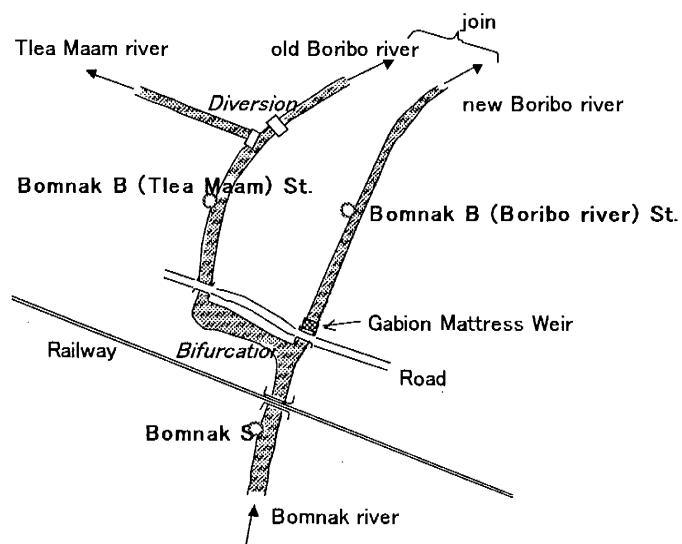 join
Tlea Maam river
old Boribo river
Diversion
new Boribo river
Bomnak B (Tlea Maam) St.
Bomnak B (Boribo river) St.
Gabion Mattress Weir
Railway
Bifurcation
Road
Bomnak S
Bomnak river